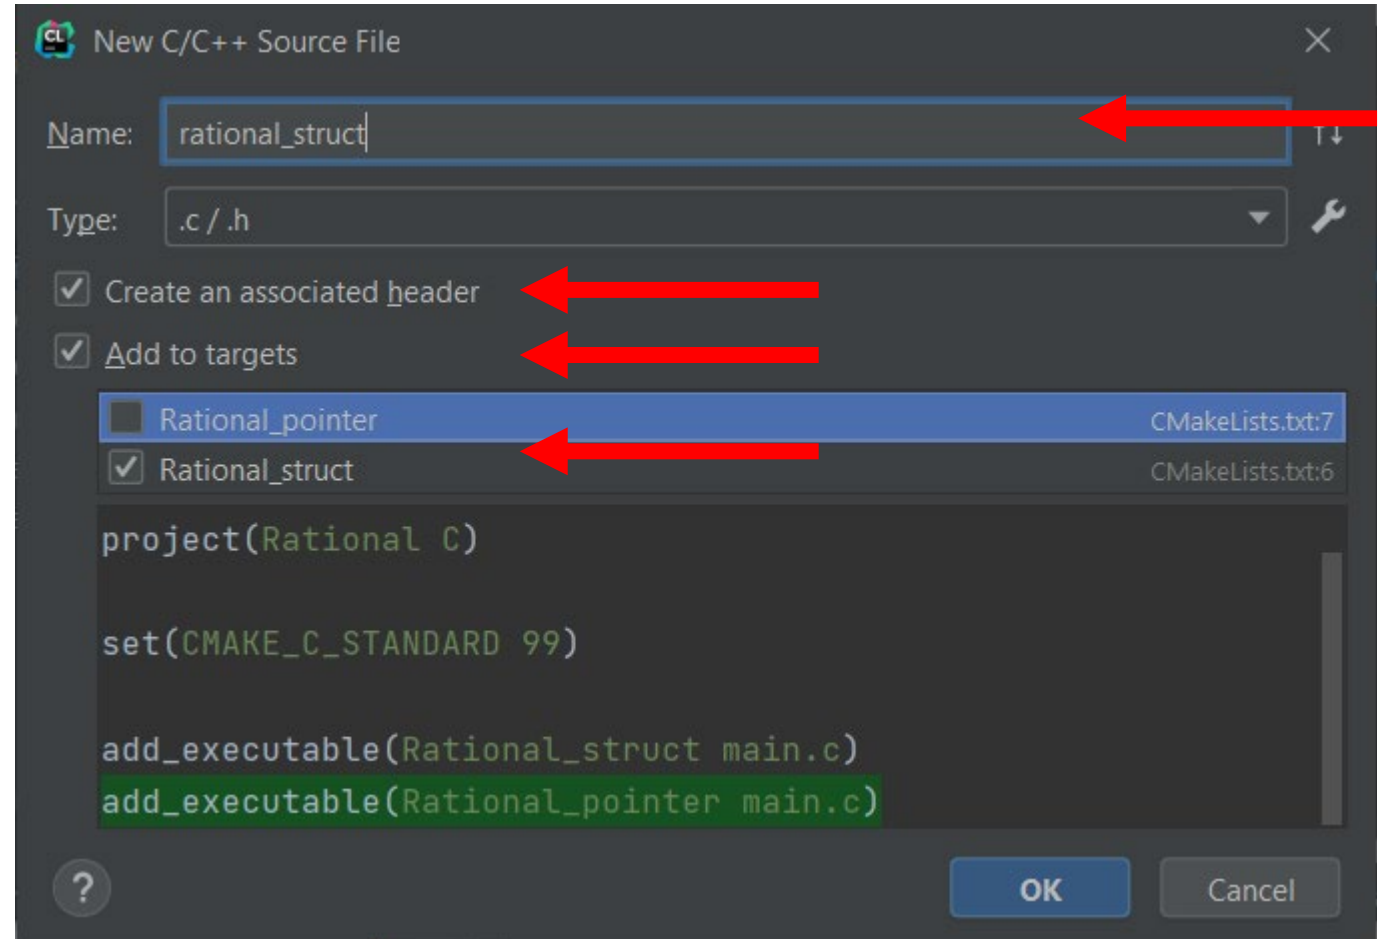 CL New C/C++ Source File
Name: rational_struct
Type: .c / .h
Create an associated header
Add to targets
Rational_pointer CMakeLists.txt:7
Rational_struct CMakeLists.txt:6
project(Rational C)
set(CMAKE_C_STANDARD 99)
add_executable(Rational_struct main.c)
add_executable(Rational_pointer main.c)
? OK Cancel